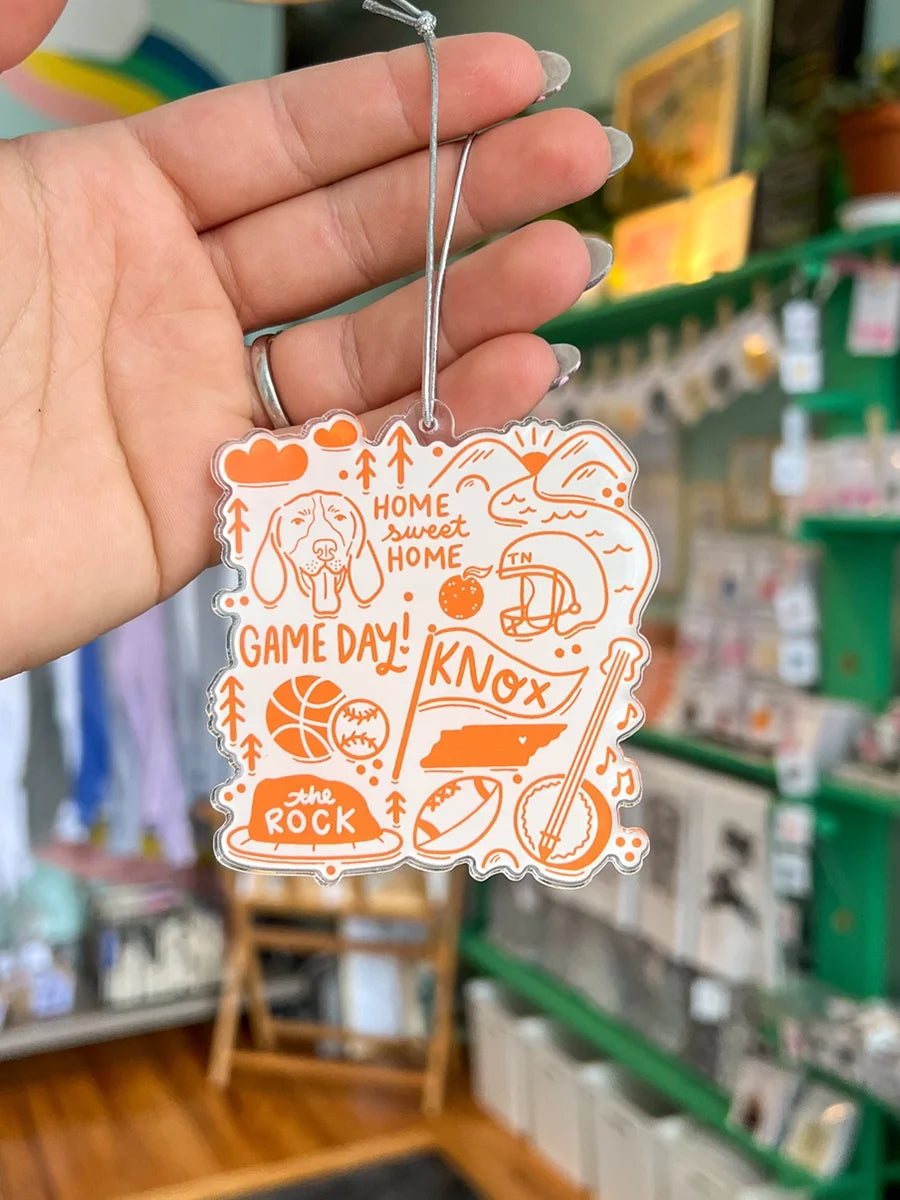 HOME
sweet
HOME
TN
GAME DAY!
KNOX
the
ROCK